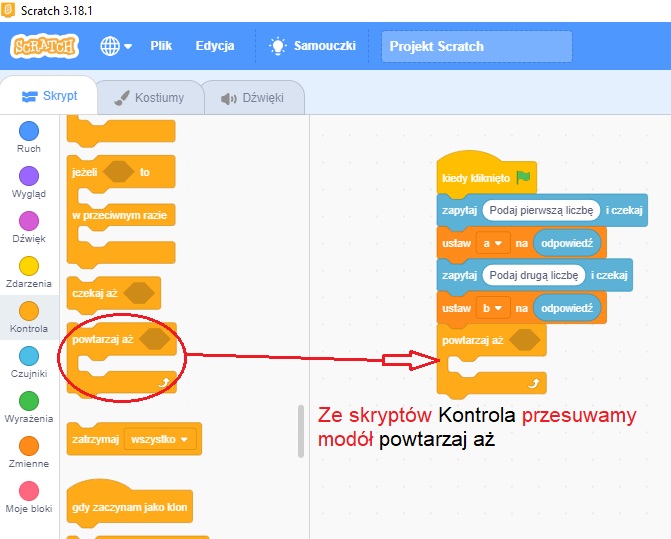 Scratch 3.18.1
SCRATCH Plik Edycja Samouczki Projekt Scratch
Skrypt Kostiumy Dźwięki
Ruch
Wygląd
Dźwięk
Zdarzenia
Kontrola
Czujniki
Wyrażenia
Zmienne
Moje bloki
jeżeli to
w przeciwnym razie
czekaj aż
powtarzaj aż
zatrzymaj wszystko
gdy zaczynam jako klon
kiedy kliknięto
zapytaj Podaj pierwszą liczbę i czekaj
ustaw a na odpowiedź
zapytaj Podaj drugą liczbę i czekaj
ustaw b na odpowiedź
powtarzaj aż
Ze skryptów Kontrola przesuwamy
modół powtarzaj aż